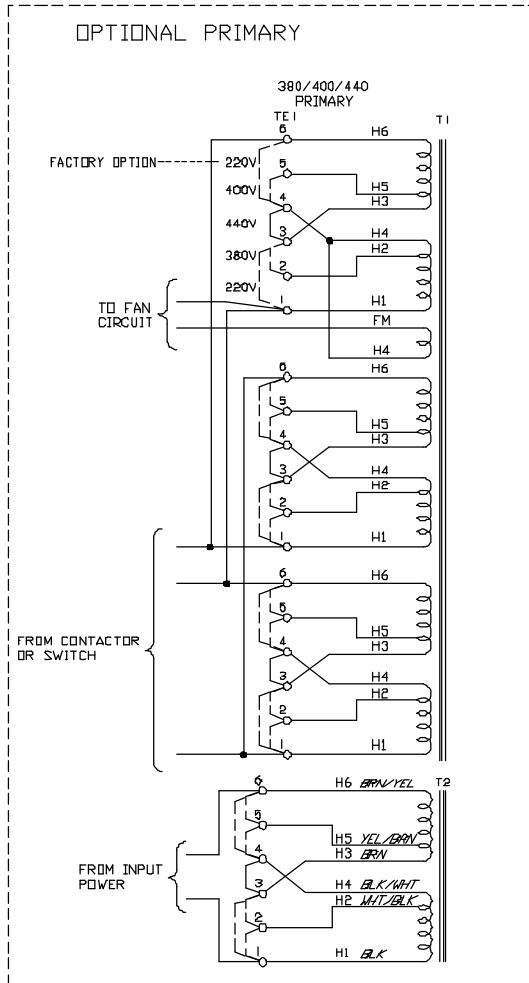 OPTIONAL PRIMARY
380/400/440
PRIMARY
TE1
T1
6
H6
FACTORY OPTION
220V
5
400V
H5
4
H3
440V
3
H4
380V
H2
2
220V
1
H1
TO FAN
CIRCUIT
FM
H4
H6
6
5
H5
4
H3
3
H4
H2
2
1
H1
6
H6
5
H5
FROM CONTACTOR
OR SWITCH
4
H3
3
H4
H2
2
1
H1
6
H6 BRN/YEL
T2
5
H5 YEL/BRN
4
H3 BRN
FROM INPUT
POWER
3
H4 BLK/WHT
H2 WHT/BLK
2
1
H1 BLK